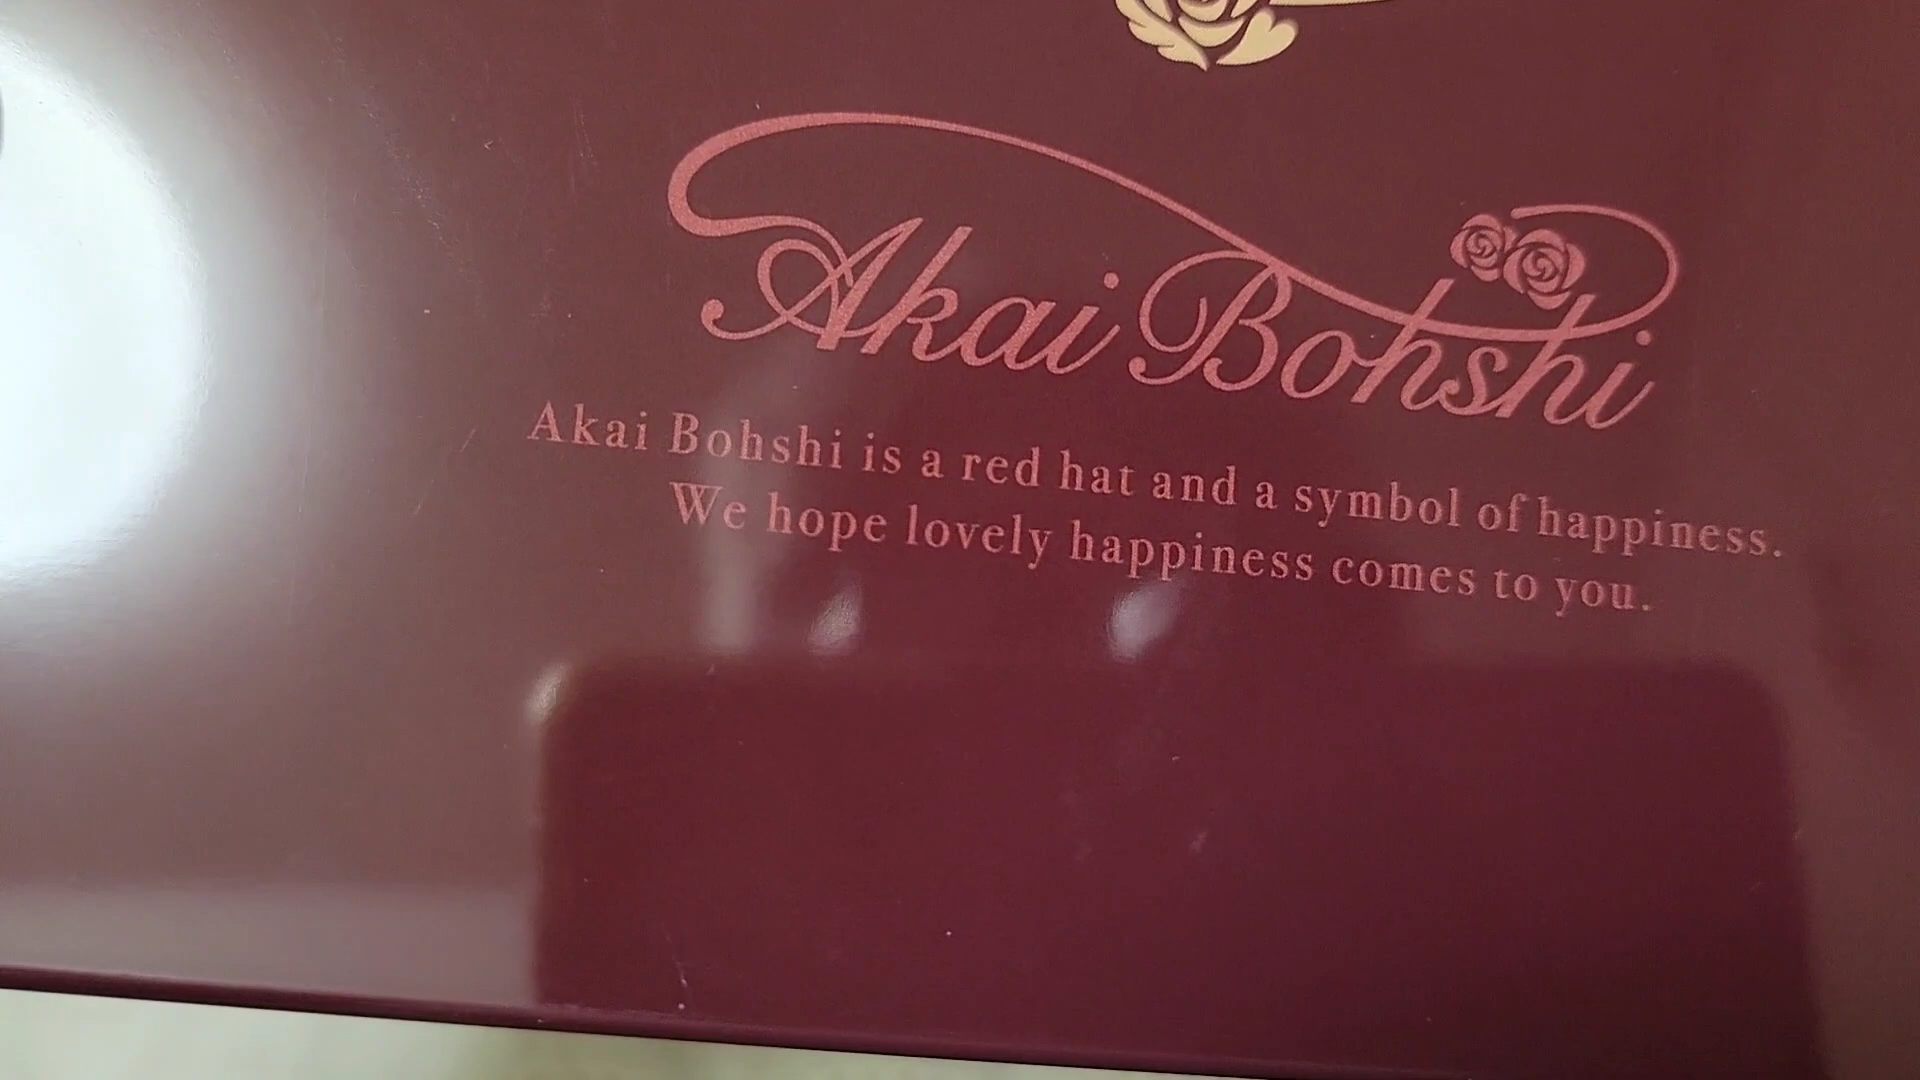 Akai Bohshi
Akai Bohshi is a red hat and a symbol of happiness.
We hope lovely happiness comes to you.